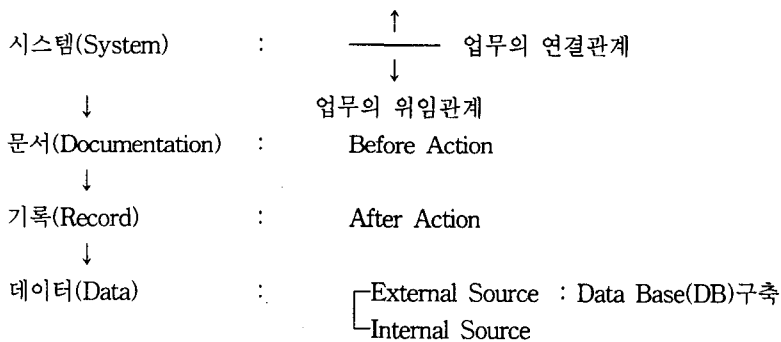 ↑
시스템(System) : ─── 업무의 연결관계
↓
↓ 업무의 위임관계
문서(Documentation) : Before Action
↓
기록(Record) : After Action
↓
데이터(Data) : ┌External Source : Data Base(DB)구축
└Internal Source